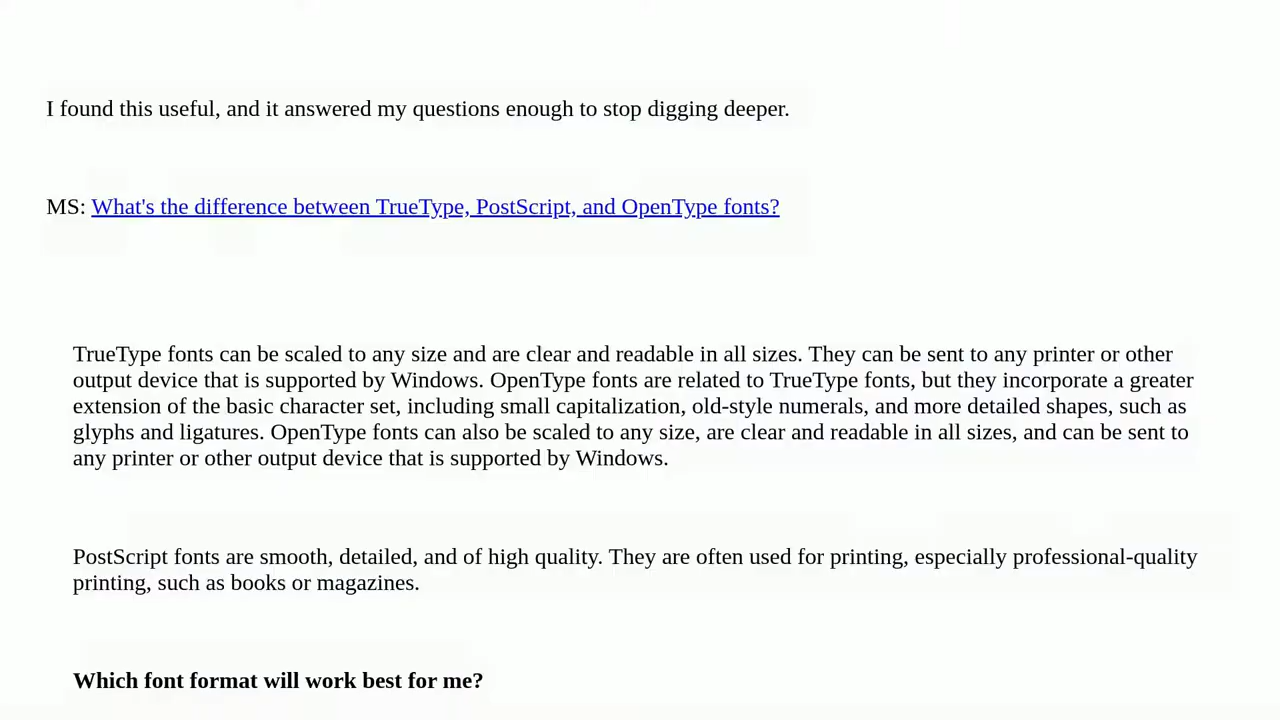 I found this useful, and it answered my questions enough to stop digging deeper.
MS: What's the difference between TrueType, PostScript, and OpenType fonts?
TrueType fonts can be scaled to any size and are clear and readable in all sizes. They can be sent to any printer or other
output device that is supported by Windows. OpenType fonts are related to TrueType fonts, but they incorporate a greater
extension of the basic character set, including small capitalization, old-style numerals, and more detailed shapes, such as
glyphs and ligatures. OpenType fonts can also be scaled to any size, are clear and readable in all sizes, and can be sent to
any printer or other output device that is supported by Windows.
PostScript fonts are smooth, detailed, and of high quality. They are often used for printing, especially professional-quality
printing, such as books or magazines.
Which font format will work best for me?